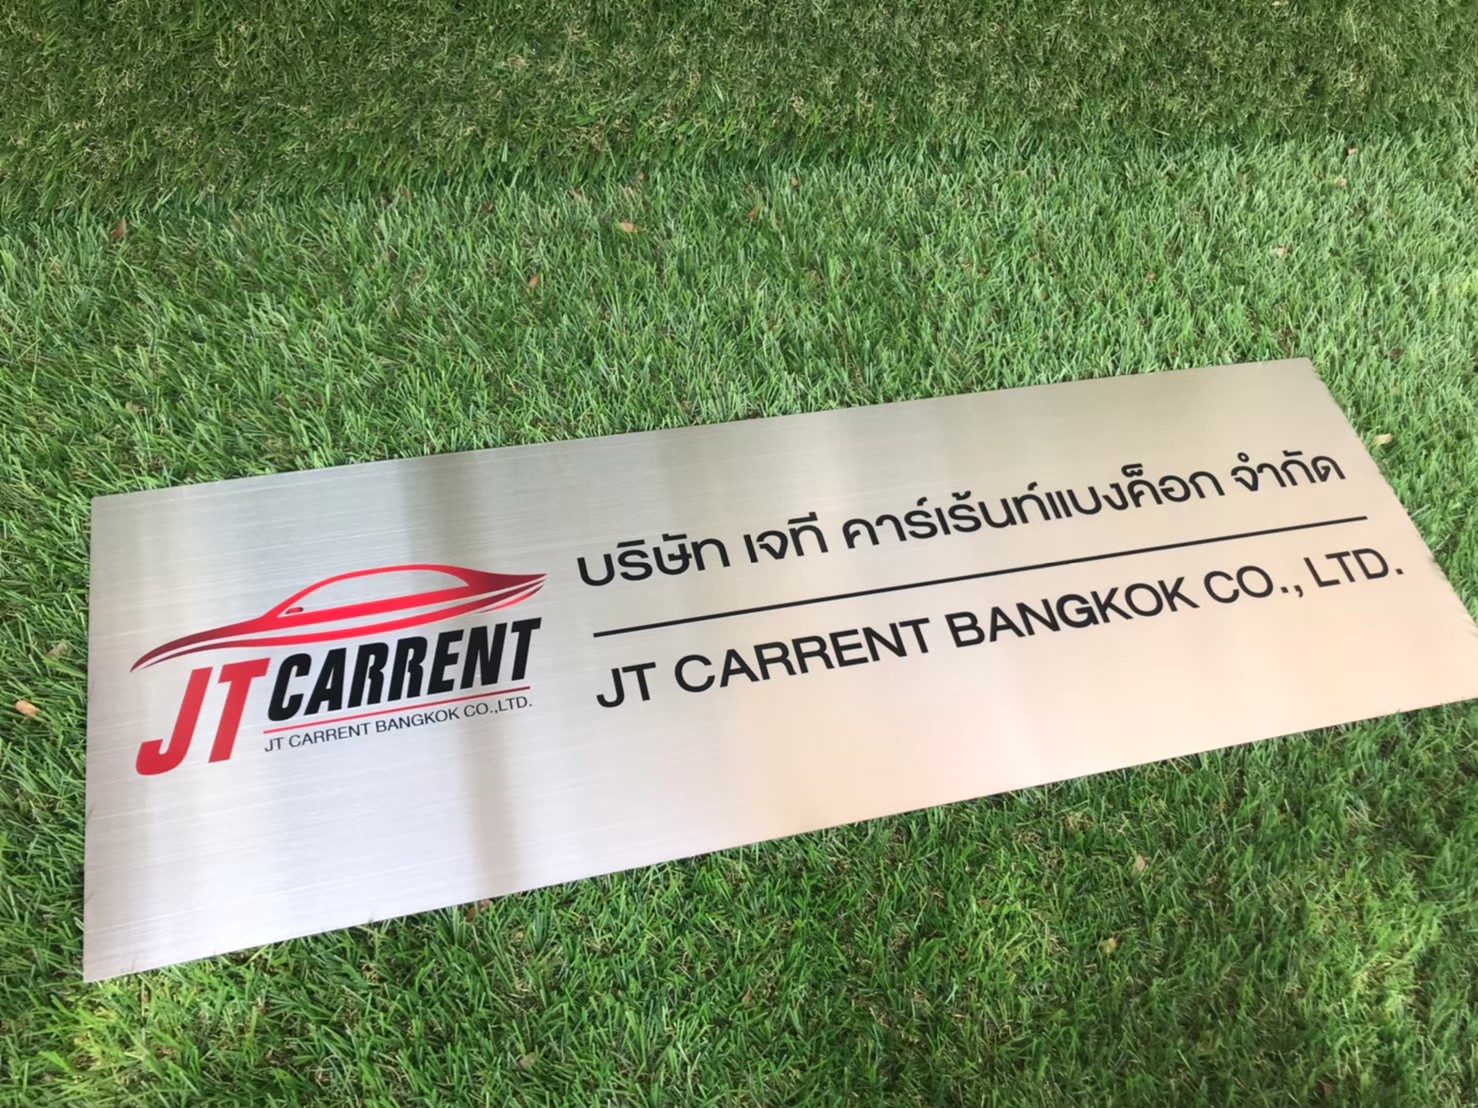 JT CARRENT
JT CARRENT BANGKOK CO.,LTD.
บริษัท เจที คาร์เร้นท์แบงค็อก จำกัด
JT CARRENT BANGKOK CO., LTD.